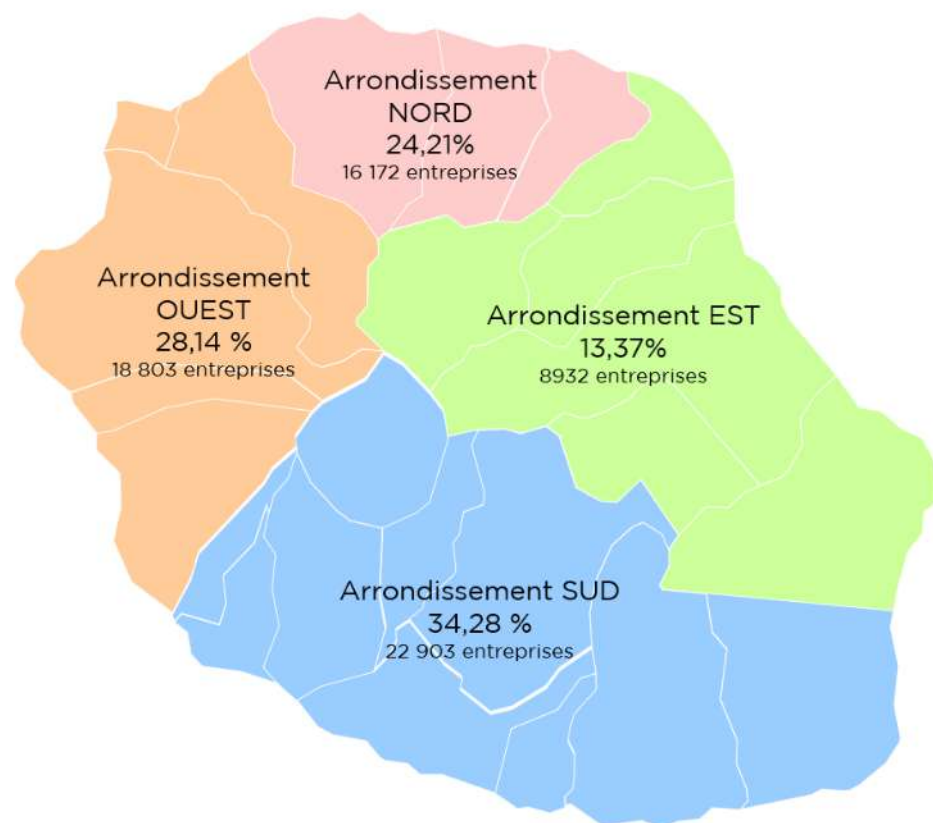 Arrondissement
NORD
24,21%
16 172 entreprises
Arrondissement
OUEST
28,14 %
18 803 entreprises
Arrondissement EST
13,37%
8932 entreprises
Arrondissement SUD
34,28 %
22 903 entreprises